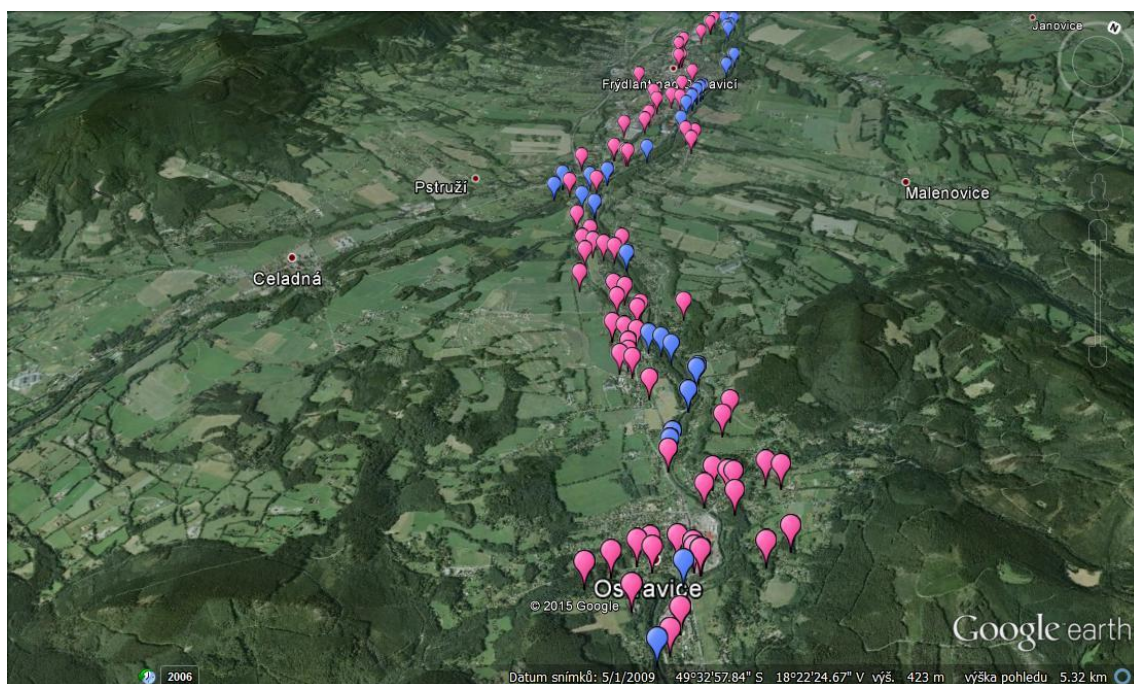 Janovice
N
Frýdlant nad Ostravicí
Pstruží
Malenovice
Čeladná
Ostravice
© 2015 Google
Google earth
2006
Datum snímků: 5/1/2009 49°32'57.84" S 18°22'24.67" V výš. 423 m výška pohledu 5.32 km